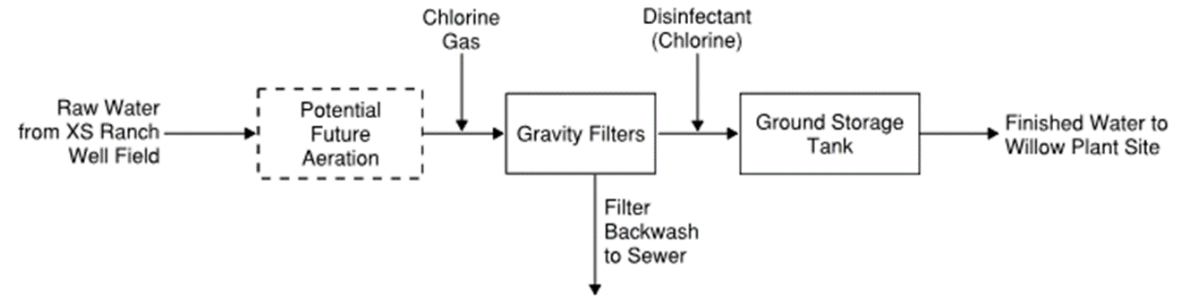 Chlorine
Gas
Disinfectant
(Chlorine)
Raw Water
from XS Ranch
Well Field
Potential
Future
Aeration
Gravity Filters
Ground Storage
Tank
Finished Water to
Willow Plant Site
Filter
Backwash
to Sewer